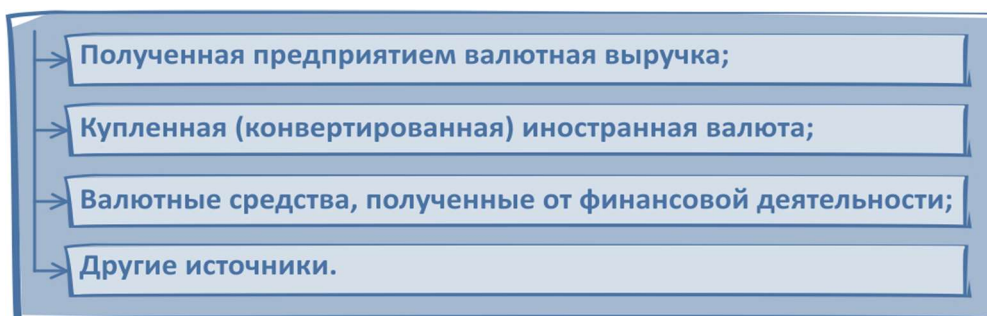 Полученная предприятием валютная выручка;
Купленная (конвертированная) иностранная валюта;
Валютные средства, полученные от финансовой деятельности;
Другие источники.